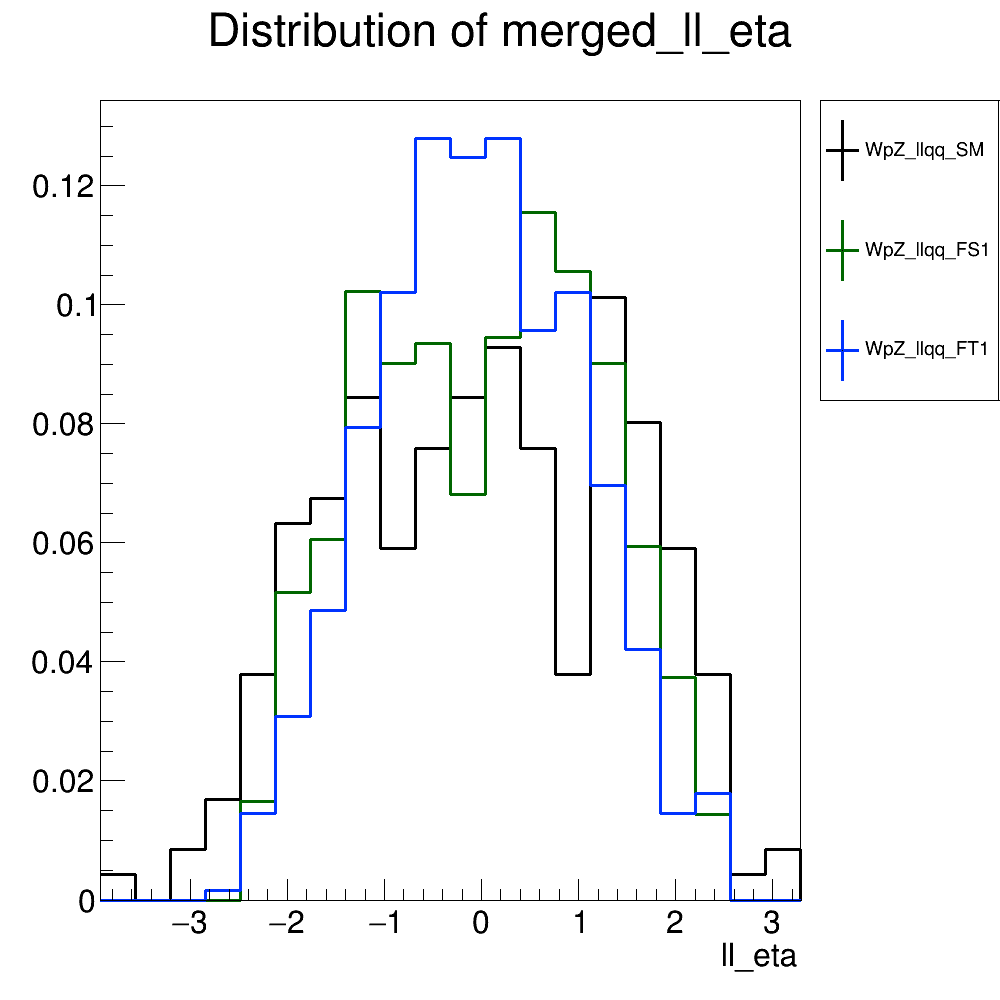 Distribution of merged_ll_eta
0.12
0.1
0.08
0.06
0.04
0.02
0
−3 −2 −1 0 1 2 3
ll_eta
WpZ_llqq_SM
WpZ_llqq_FS1
WpZ_llqq_FT1